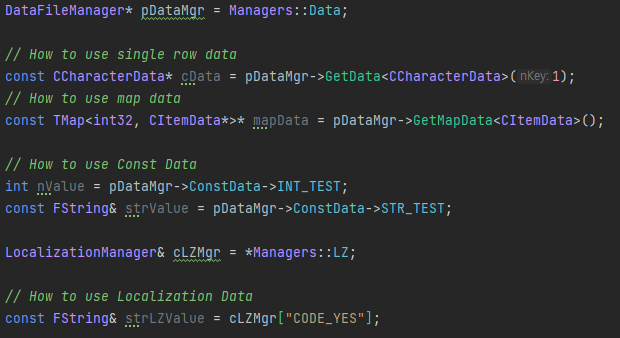 DataFileManager* pDataMgr = Managers::Data;
// How to use single row data
const CCharacterData* cData = pDataMgr->GetData<CCharacterData>(nKey: 1);
// How to use map data
const TMap<int32, CItemData*>* mapData = pDataMgr->GetMapData<CItemData>();
// How to use Const Data
int nValue = pDataMgr->ConstData->INT_TEST;
const FString& strValue = pDataMgr->ConstData->STR_TEST;
LocalizationManager& cLZMgr = *Managers::LZ;
// How to use Localization Data
const FString& strLZValue = cLZMgr["CODE_YES"];